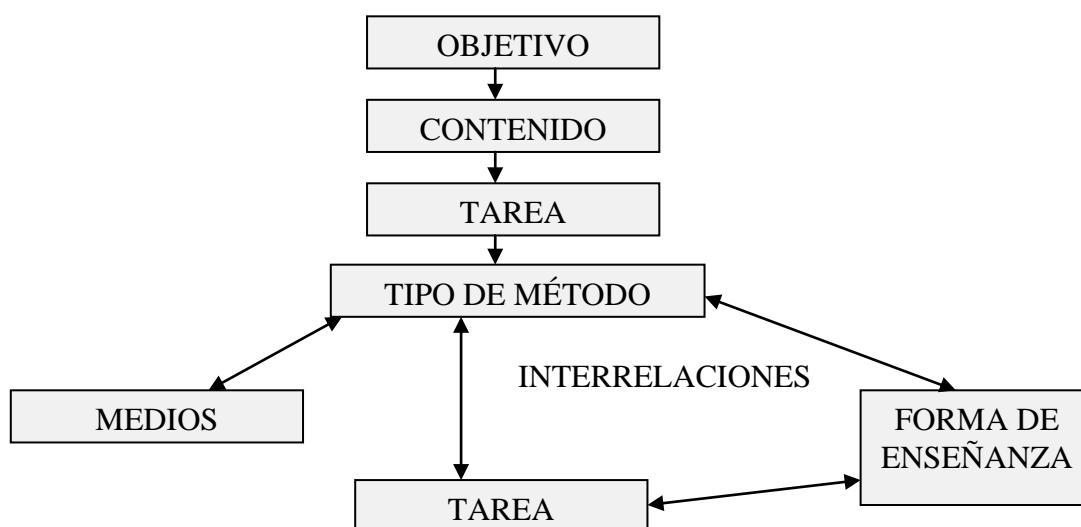 OBJETIVO
CONTENIDO
TAREA
TIPO DE MÉTODO
INTERRELACIONES
MEDIOS
FORMA DE
ENSEÑANZA
TAREA